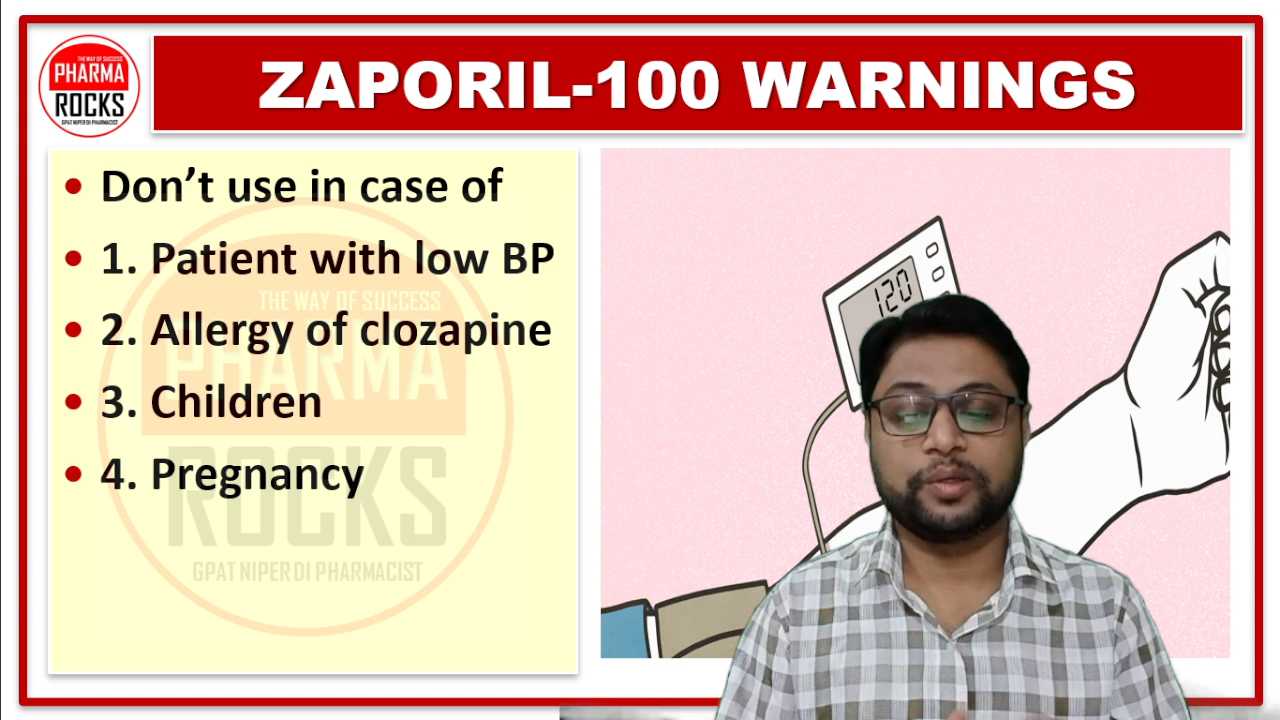 THE WAY OF SUCCESS
PHARMA
ROCKS
GPAT NIPER DI PHARMACIST
ZAPORIL-100 WARNINGS
• Don’t use in case of
• 1. Patient with low BP
• 2. Allergy of clozapine
• 3. Children
• 4. Pregnancy
THE WAY OF SUCCESS
PHARMA
ROCKS
GPAT NIPER DI PHARMACIST
120